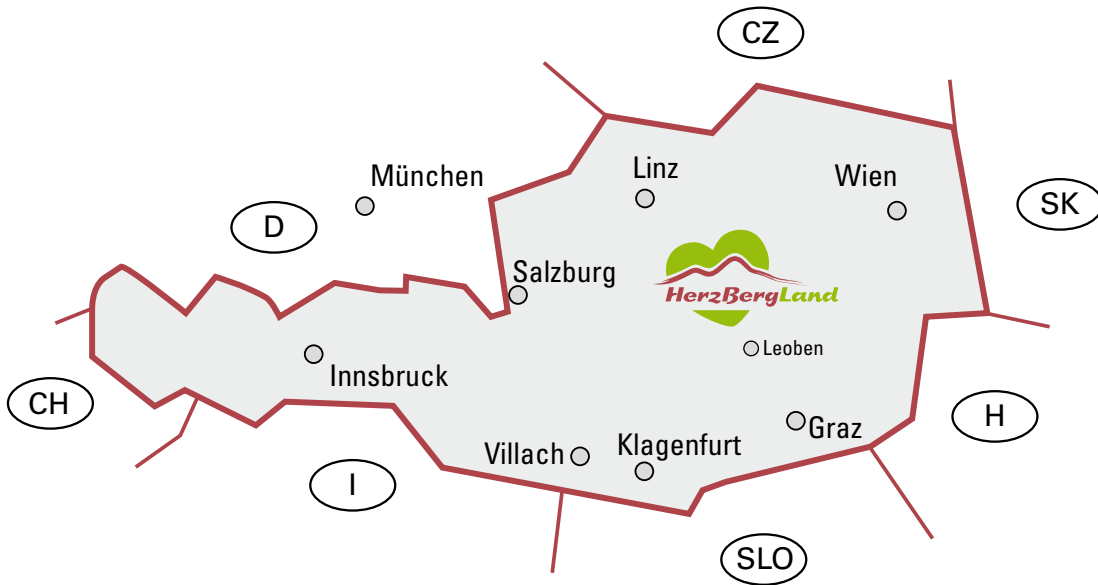 CZ
München
Linz
Wien
D
SK
Salzburg
HerzBergLand
Leoben
Innsbruck
CH
Villach
Klagenfurt
Graz
H
I
SLO